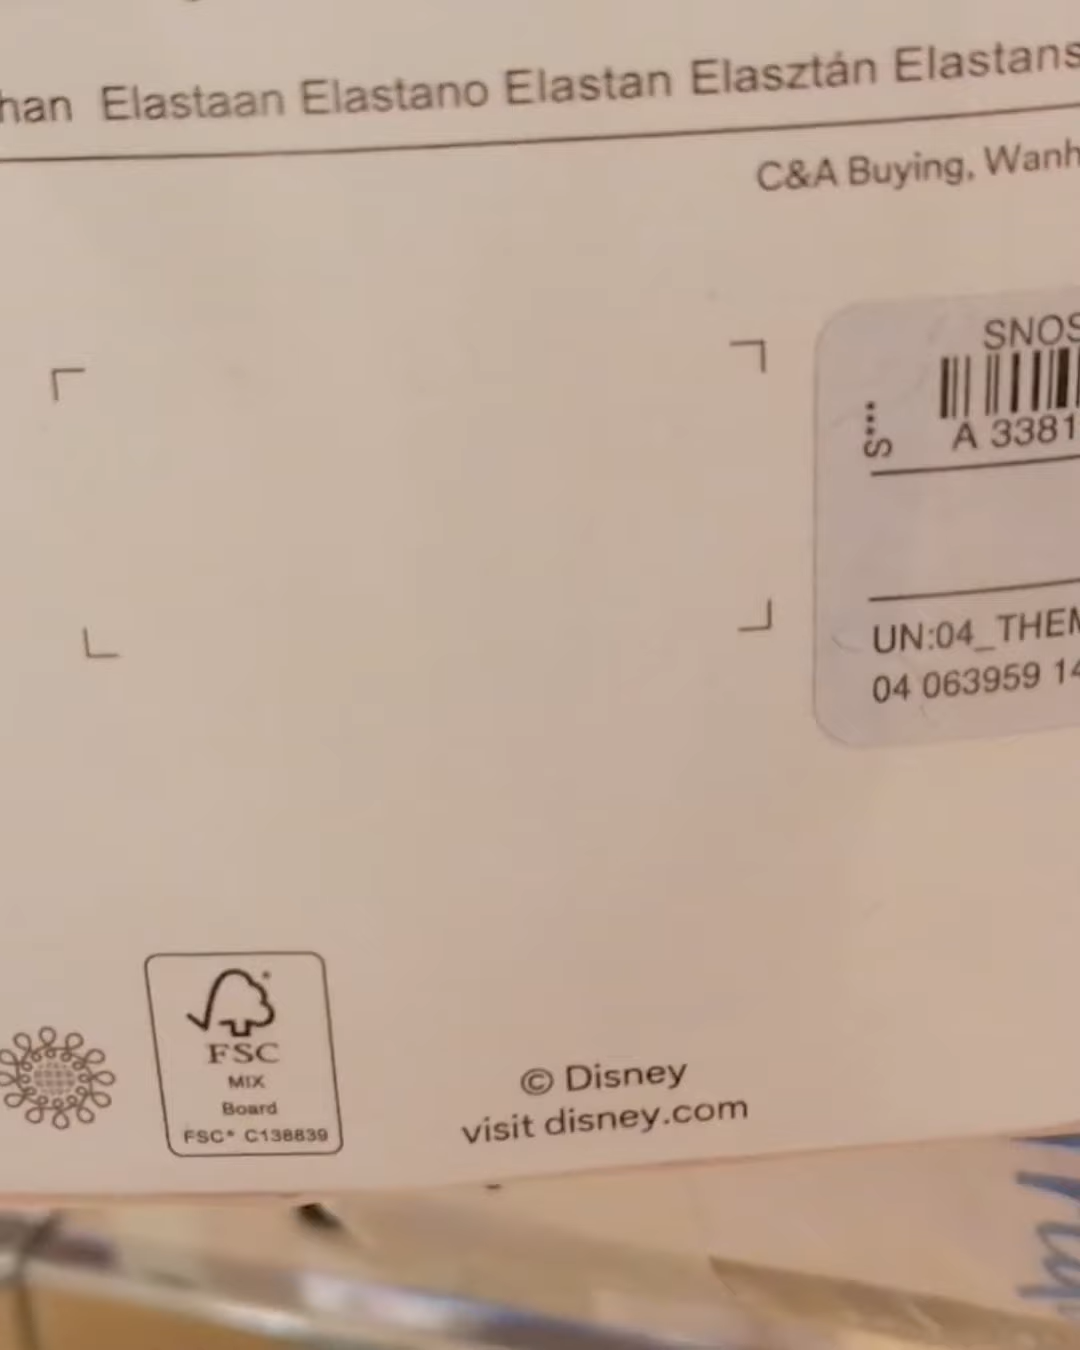 Elastaan Elastano Elastan Elasztán Elastans
C&A Buying, Wanh
SNOS
A 3381
...S
UN:04_THEM
04 063959 14
FSC
MIX
Board
FSC® C138839
© Disney
visit disney.com